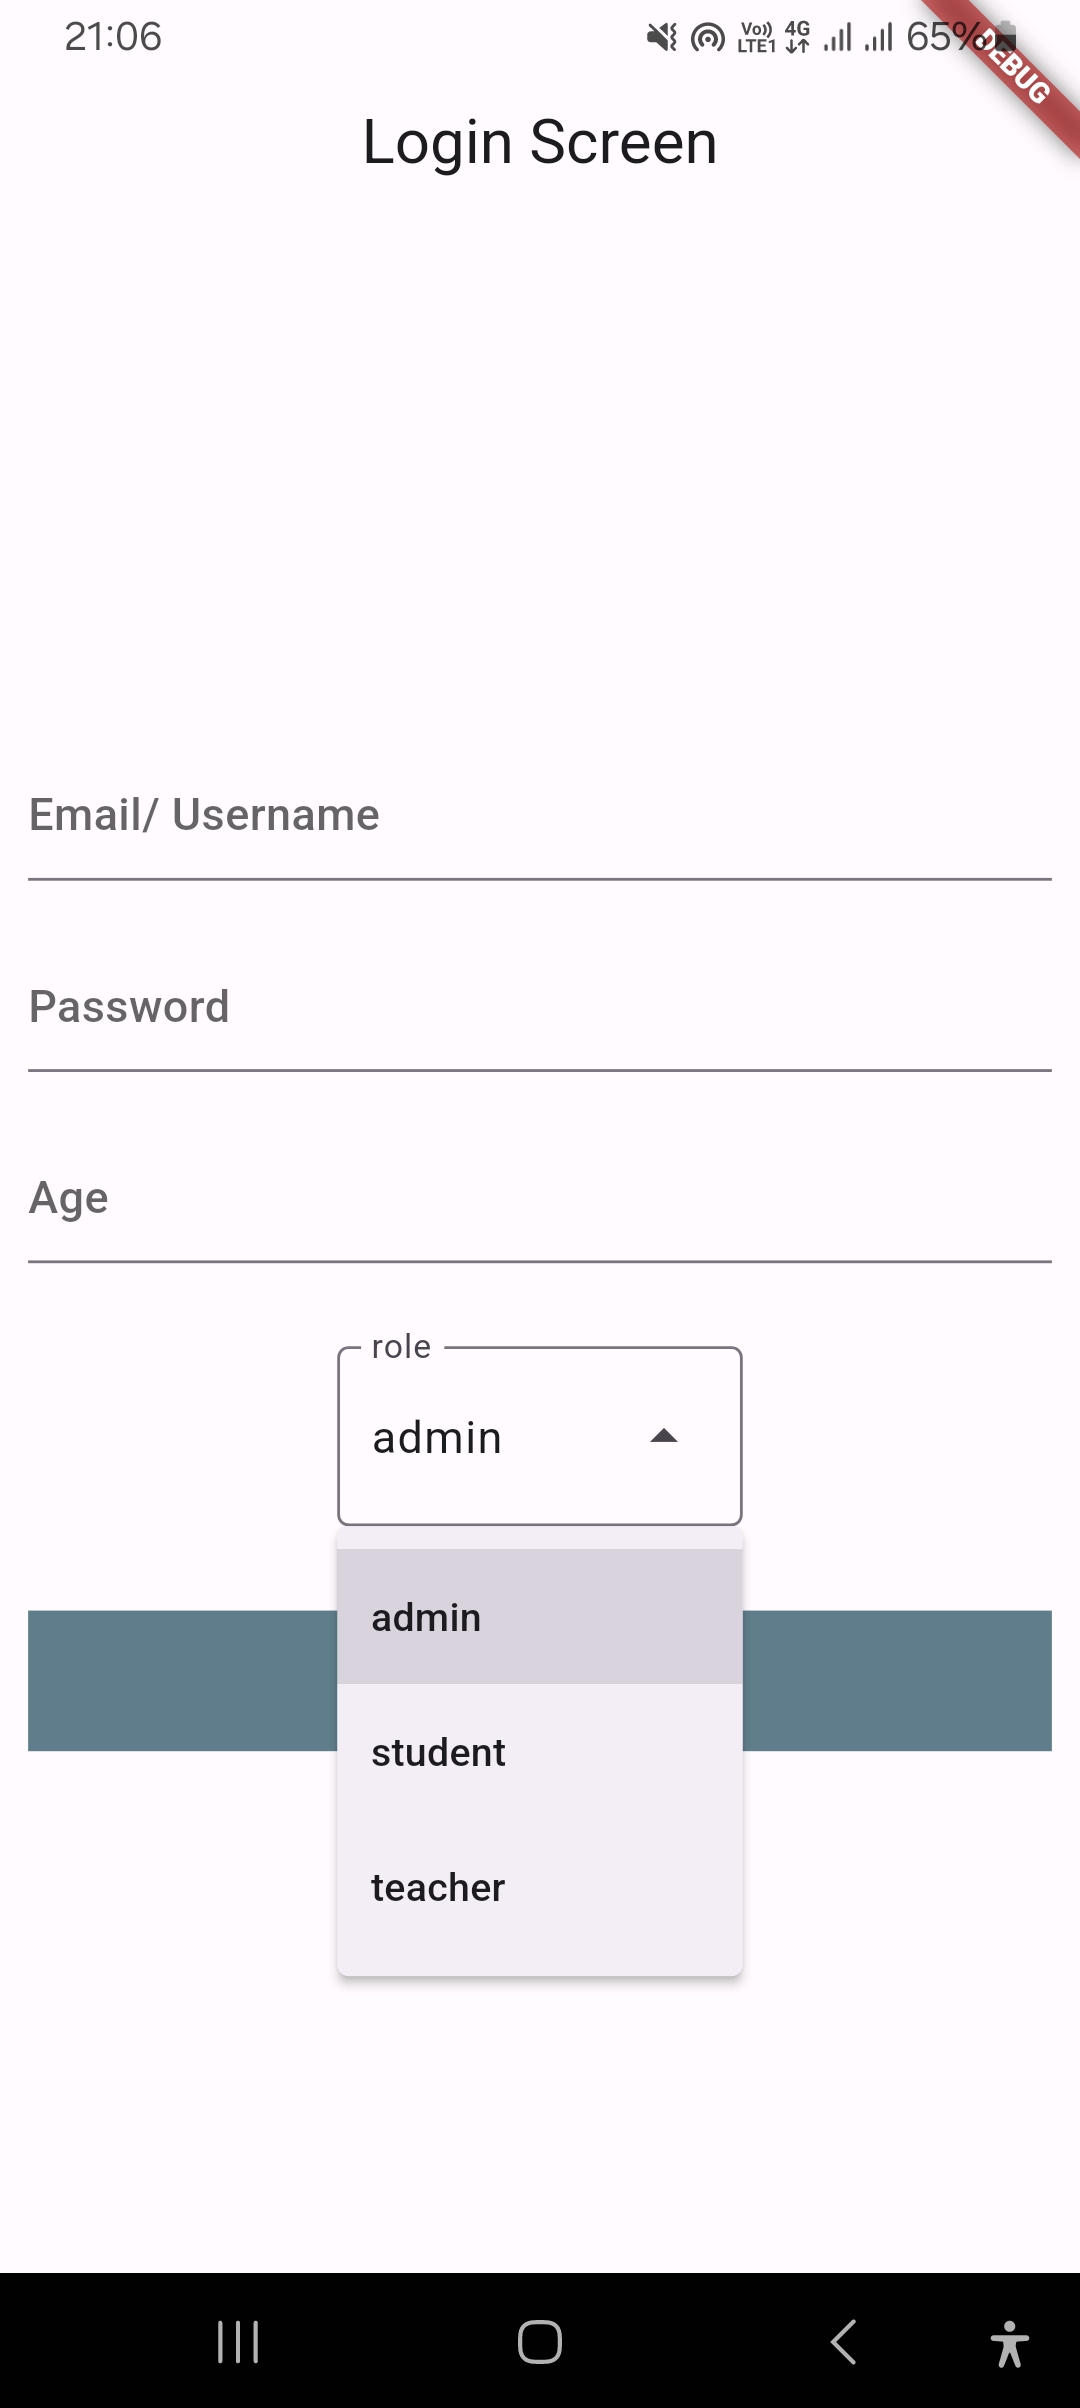 21:06
Vo)) LTE1 4G 65%
DEBUG
Login Screen
Email/ Username
Password
Age
role
admin
admin
student
teacher